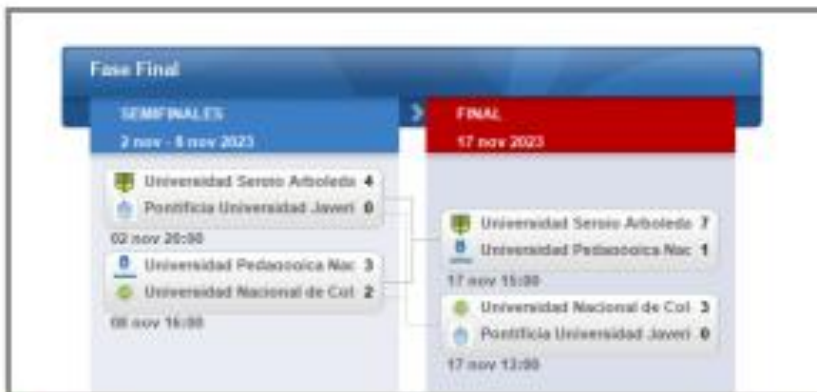 Fase Final
SEMIFINALES
2 nov - 8 nov 2023
Universidad Sergio Arboleda 4
Pontificia Universidad Javeri 0
02 nov 20:00
Universidad Pedagogica Nac 3
Universidad Nacional de Col 2
08 nov 16:00
FINAL
17 nov 2023
Universidad Sergio Arboleda 7
Universidad Pedagogica Nac 1
17 nov 15:00
Universidad Nacional de Col 3
Pontificia Universidad Javeri 0
17 nov 13:00